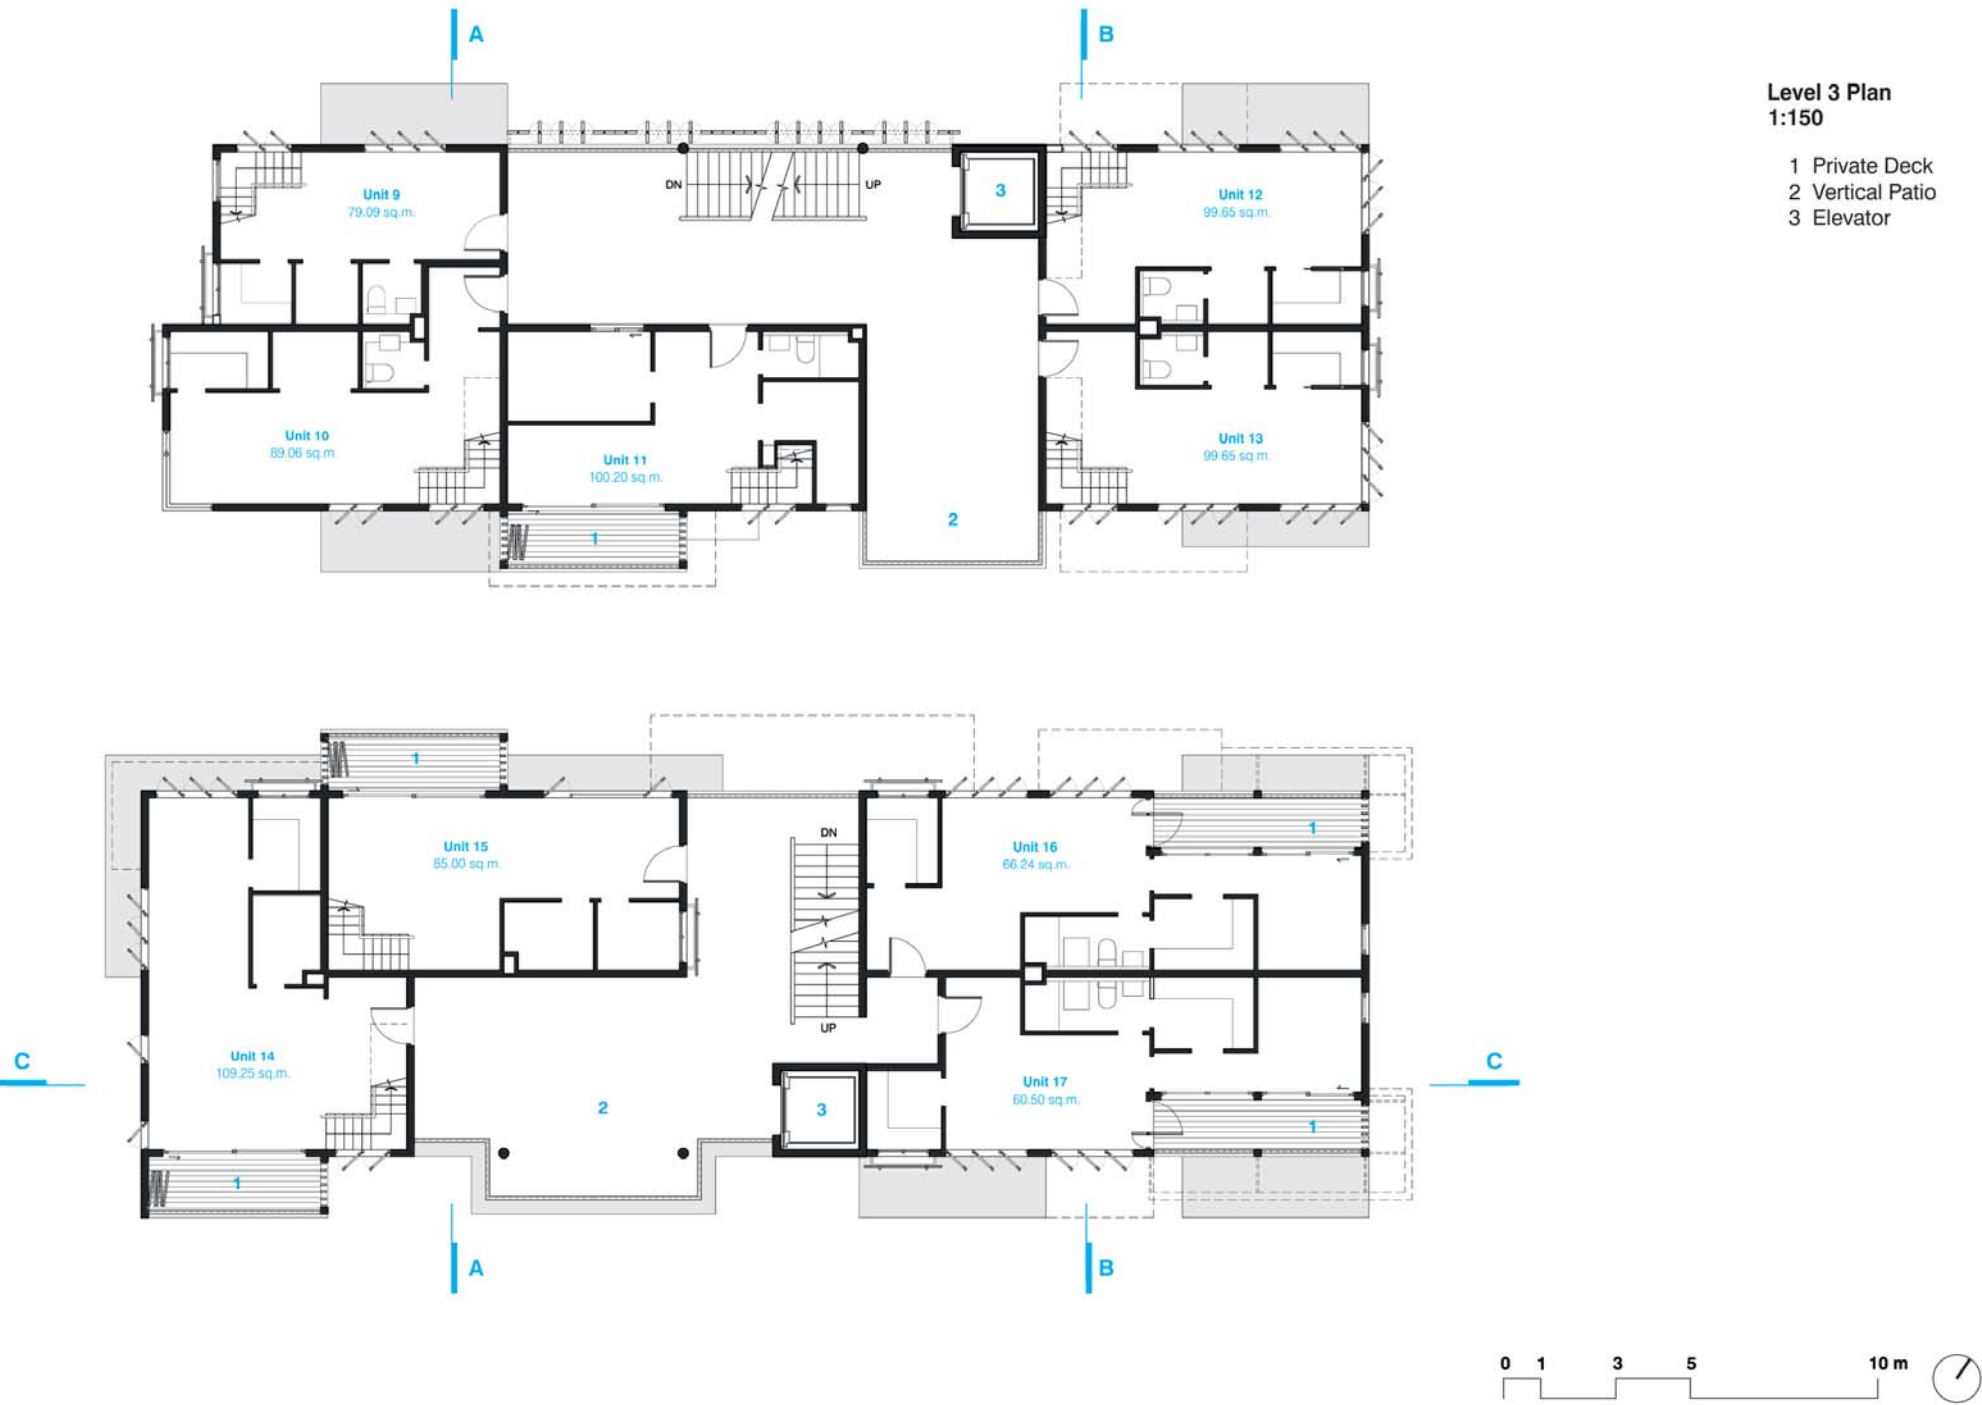 A
B
Level 3 Plan
1:150
1 Private Deck
2 Vertical Patio
3 Elevator
DN
UP
3
Unit 9
79.09 sq.m.
Unit 12
99.65 sq.m.
Unit 10
89.06 sq.m
Unit 11
100.20 sq.m.
Unit 13
99.65 sq.m.
1
2
1
DN
1
Unit 15
85.00 sq.m.
Unit 16
66.24 sq.m.
UP
C
C
Unit 14
109.25 sq.m.
Unit 17
60.50 sq.m.
2
3
1
1
A
B
0 1 3 5 10 m